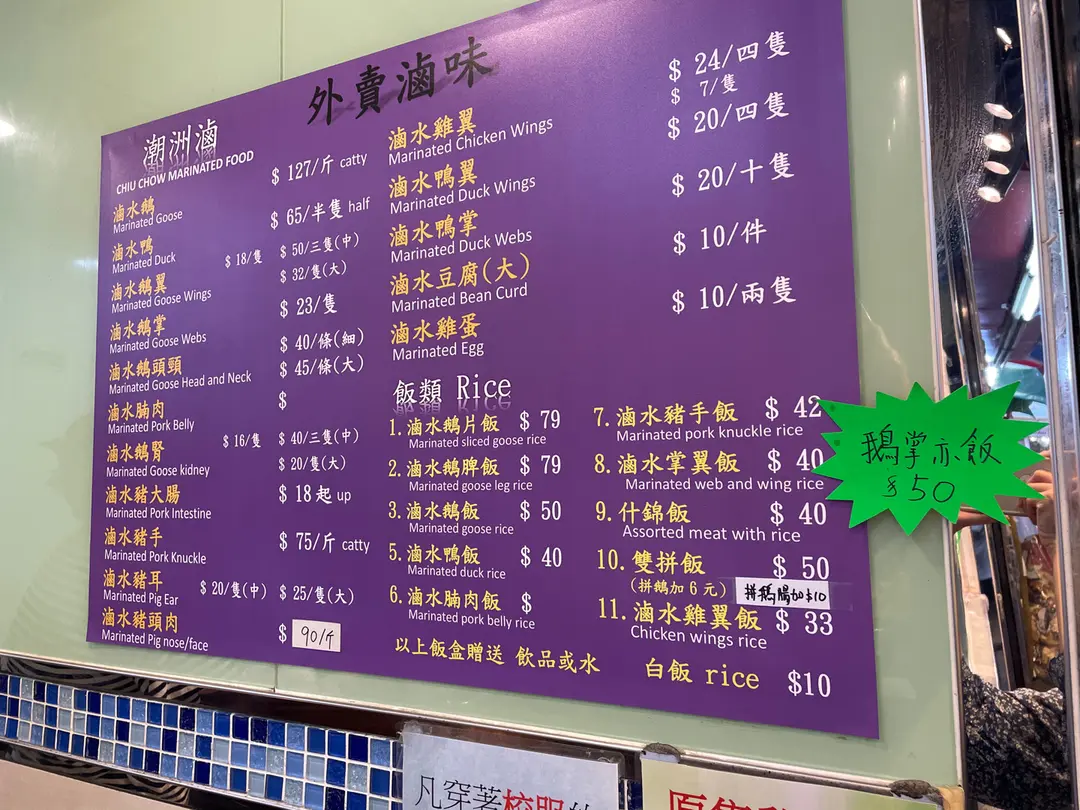 外賣滷味
潮洲滷
CHIU CHOW MARINATED FOOD
滷水鵝 $ 127/斤 catty
Marinated Goose
滷水鴨 $ 65/半隻 half
Marinated Duck
滷水鵝翼 $ 18/隻 $ 50/三隻(中)
Marinated Goose Wings $ 32/隻(大)
滷水鵝掌 $ 23/隻
Marinated Goose Webs
滷水鵝頭頸 $ 40/條(細)
Marinated Goose Head and Neck $ 45/條(大)
滷水腩肉 $
Marinated Pork Belly
滷水鵝腎 $ 16/隻 $ 40/三隻(中)
Marinated Goose kidney $ 20/隻(大)
滷水豬大腸 $ 18起 up
Marinated Pork Intestine
滷水豬手 $ 75/斤 catty
Marinated Pork Knuckle
滷水豬耳 $ 20/隻(中) $ 25/隻(大)
Marinated Pig Ear
滷水豬頭肉 $ 90/斤
Marinated Pig nose/face
滷水雞翼 $ 24/四隻
Marinated Chicken Wings $ 7/隻
滷水鴨翼 $ 20/四隻
Marinated Duck Wings
滷水鴨掌 $ 20/十隻
Marinated Duck Webs
滷水豆腐(大) $ 10/件
Marinated Bean Curd
滷水雞蛋 $ 10/兩隻
Marinated Egg
飯類 Rice
1. 滷水鵝片飯 $ 79
Marinated sliced goose rice
2. 滷水鵝脾飯 $ 79
Marinated goose leg rice
3. 滷水鵝飯 $ 50
Marinated goose rice
5. 滷水鴨飯 $ 40
Marinated duck rice
6. 滷水腩肉飯 $
Marinated pork belly rice
7. 滷水豬手飯 $ 42
Marinated pork knuckle rice
8. 滷水掌翼飯 $ 40
Marinated web and wing rice
9. 什錦飯 $ 40
Assorted meat with rice
10. 雙拼飯 $ 50
(拼鵝加 6 元) 拼鵝腸加$10
11. 滷水雞翼飯 $ 33
Chicken wings rice
以上飯盒贈送 飲品或水
白飯 rice $10
鵝掌亦飯
$50
凡穿著校服